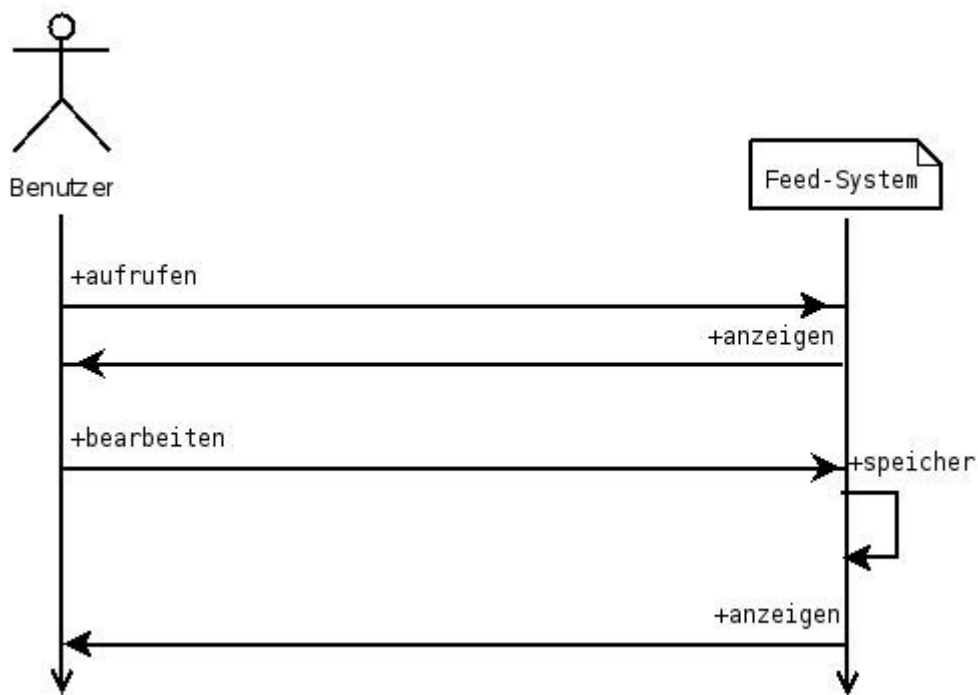 Benutzer
Feed-System
+aufrufen
+anzeigen
+bearbeiten
+speicher
+anzeigen